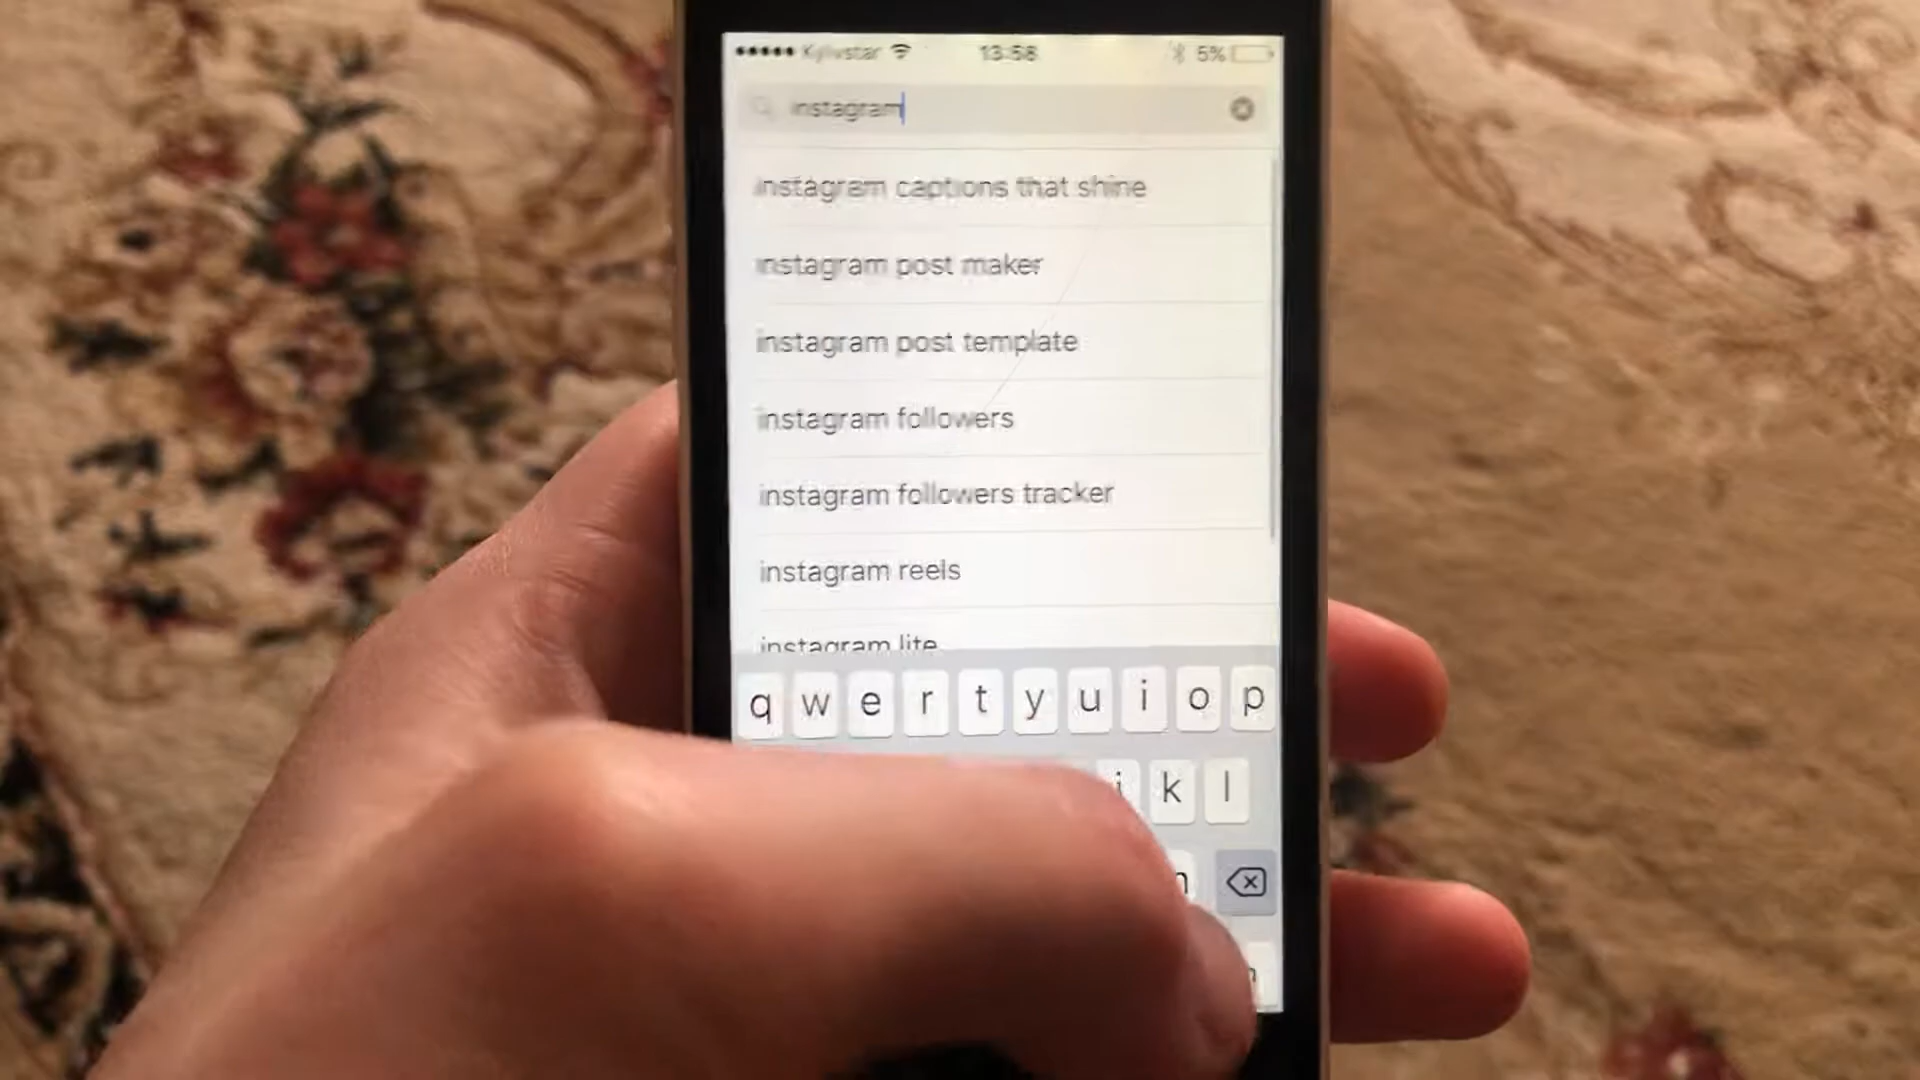 Kyivstar 13:58 5%
instagram
instagram captions that shine
instagram post maker
instagram post template
instagram followers
instagram followers tracker
instagram reels
instagram lite
q w e r t y u i o p
j k l